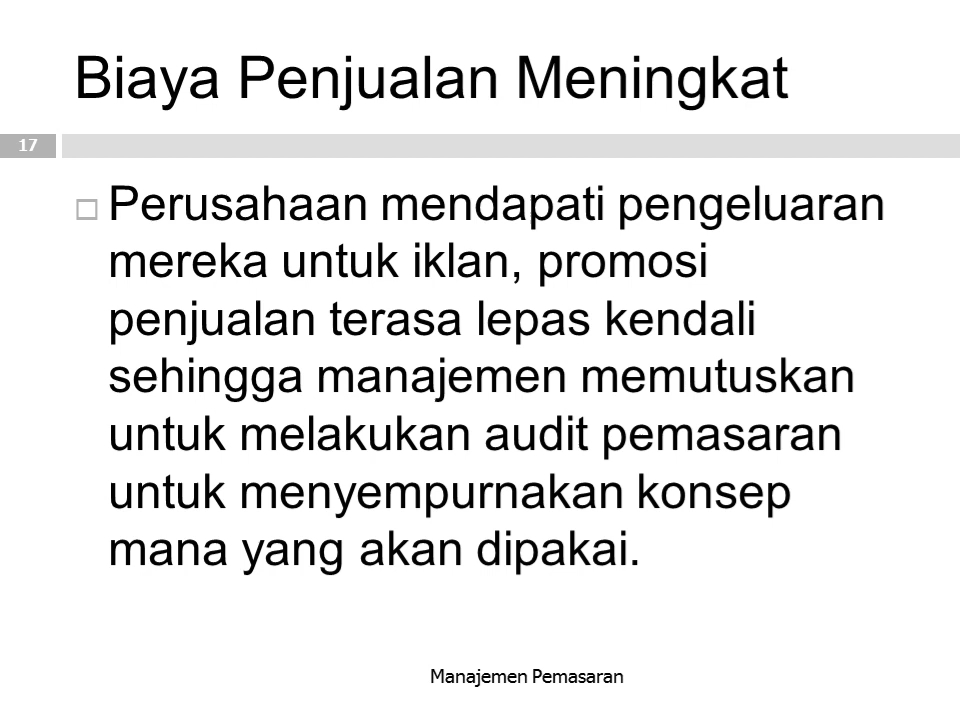 Biaya Penjualan Meningkat
17
Perusahaan mendapati pengeluaran
mereka untuk iklan, promosi
penjualan terasa lepas kendali
sehingga manajemen memutuskan
untuk melakukan audit pemasaran
untuk menyempurnakan konsep
mana yang akan dipakai.
Manajemen Pemasaran